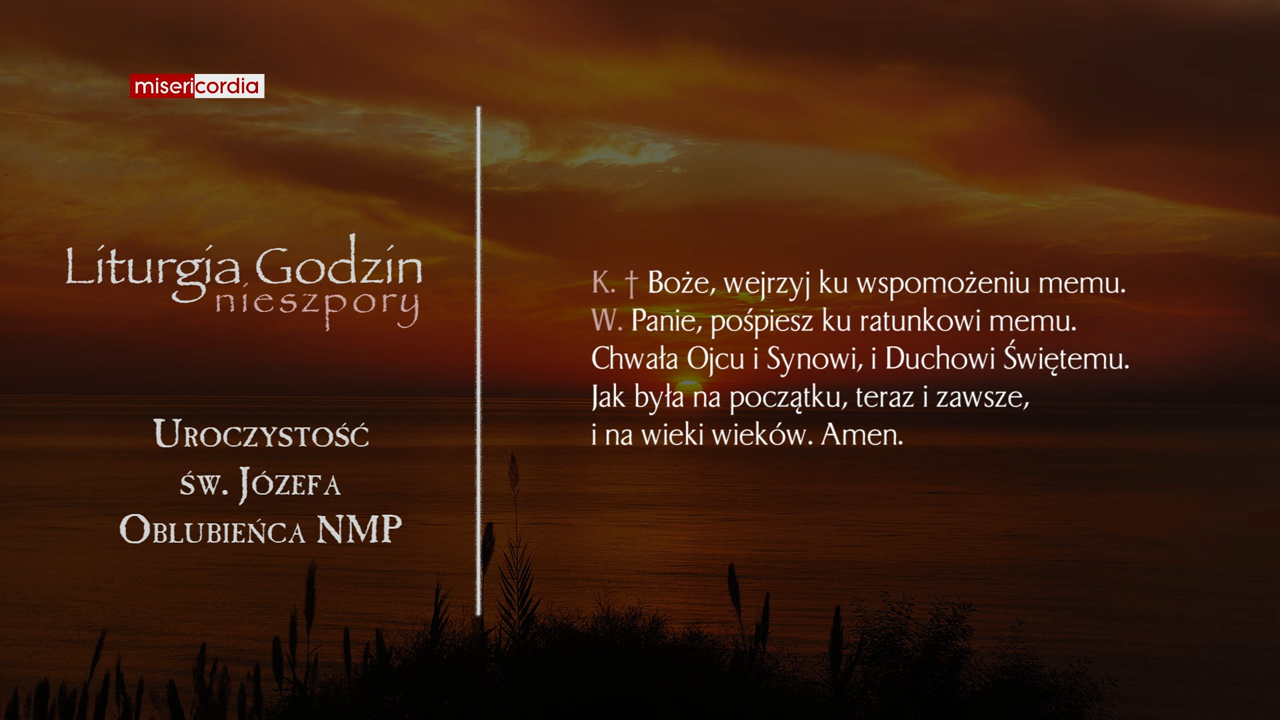 misericordia
Liturgia Godzin
nieszpory
Uroczystość
św. Józefa
Oblubieńca NMP
K. † Boże, wejrzyj ku wspomożeniu memu.
W. Panie, pośpiesz ku ratunkowi memu.
Chwała Ojcu i Synowi, i Duchowi Świętemu.
Jak była na początku, teraz i zawsze,
i na wieki wieków. Amen.